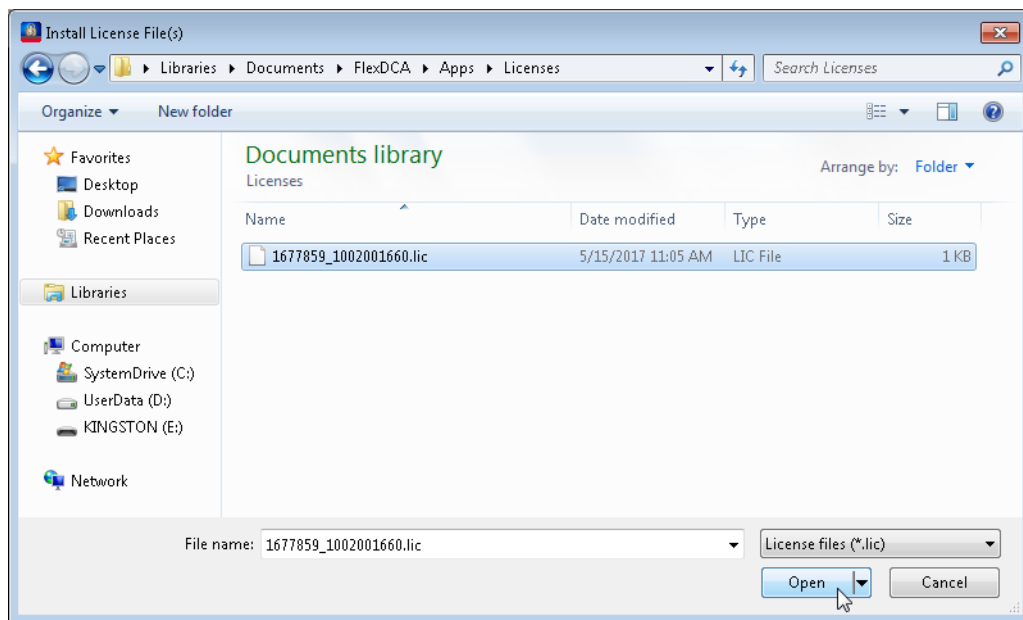 Install License File(s)
Libraries Documents FlexDCA Apps Licenses Search Licenses
Organize New folder
Favorites
Desktop
Downloads
Recent Places
Libraries
Computer
SystemDrive (C:)
UserData (D:)
KINGSTON (E:)
Network
Documents library
Licenses
Arrange by: Folder
Name Date modified Type Size
1677859_1002001660.lic 5/15/2017 11:05 AM LIC File 1 KB
File name: 1677859_1002001660.lic License files (*.lic)
Open Cancel